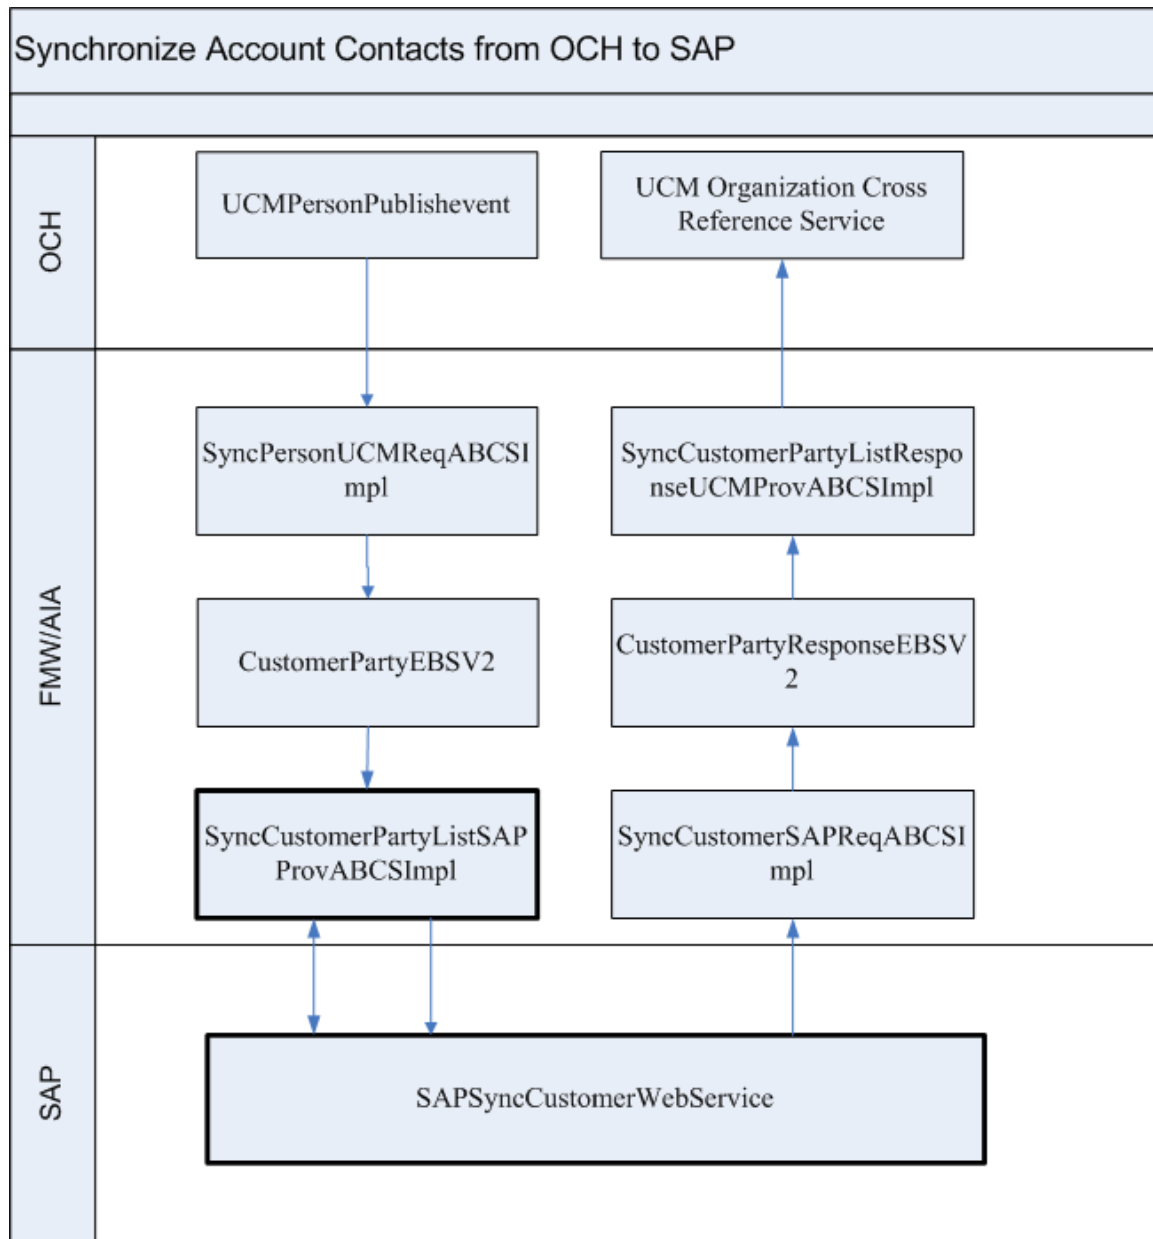 Synchronize Account Contacts from OCH to SAP
OCH
UCMPersonPublishevent
UCM Organization Cross
Reference Service
FMW/AIA
SyncPersonUCMReqABCSI
mpl
SyncCustomerPartyListRespo
nseUCMProvABCSImpl
CustomerPartyEBSV2
CustomerPartyResponseEBSV
2
SyncCustomerPartyListSAP
ProvABCSImpl
SyncCustomerSAPReqABCSI
mpl
SAP
SAPSyncCustomerWebService